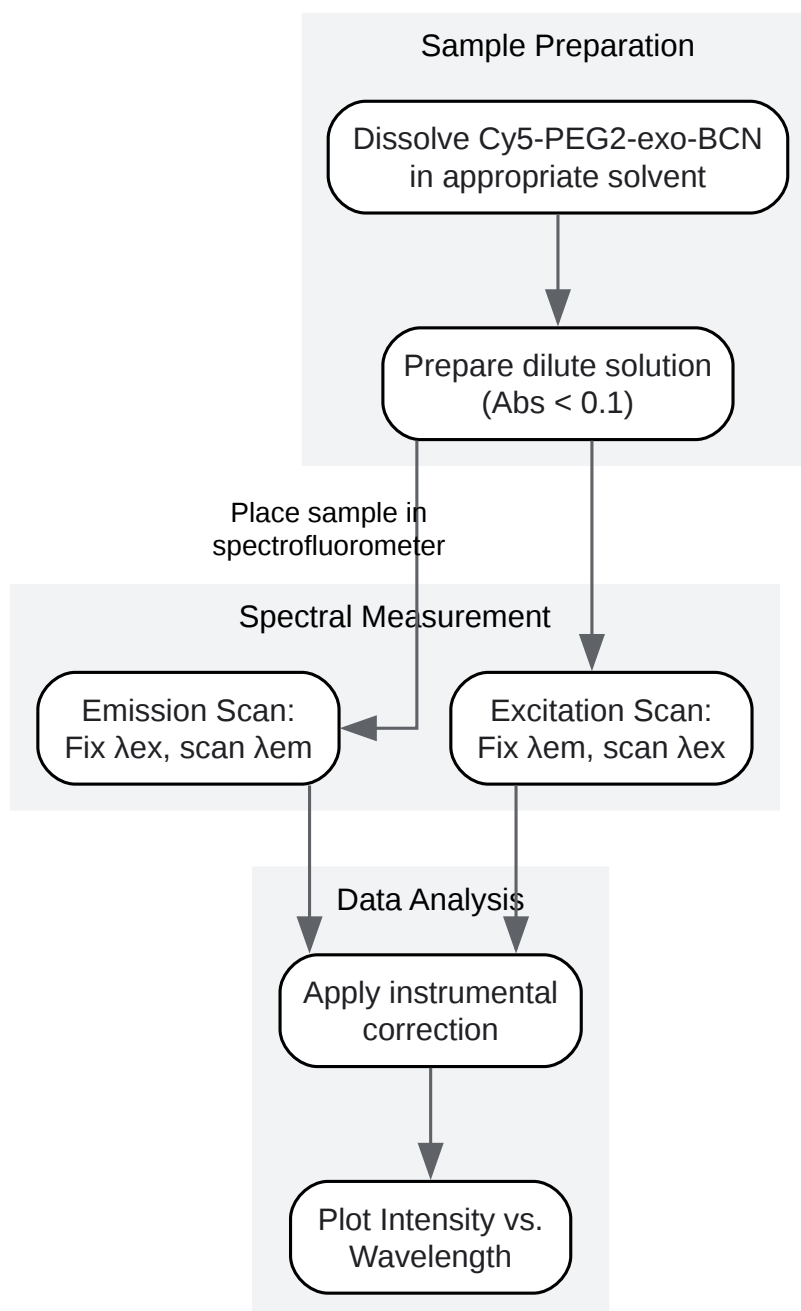 Sample Preparation
Dissolve Cy5-PEG2-exo-BCN
in appropriate solvent
Prepare dilute solution
(Abs < 0.1)
Place sample in
spectrofluorometer
Spectral Measurement
Emission Scan:
Fix λex, scan λem
Excitation Scan:
Fix λem, scan λex
Data Analysis
Apply instrumental
correction
Plot Intensity vs.
Wavelength